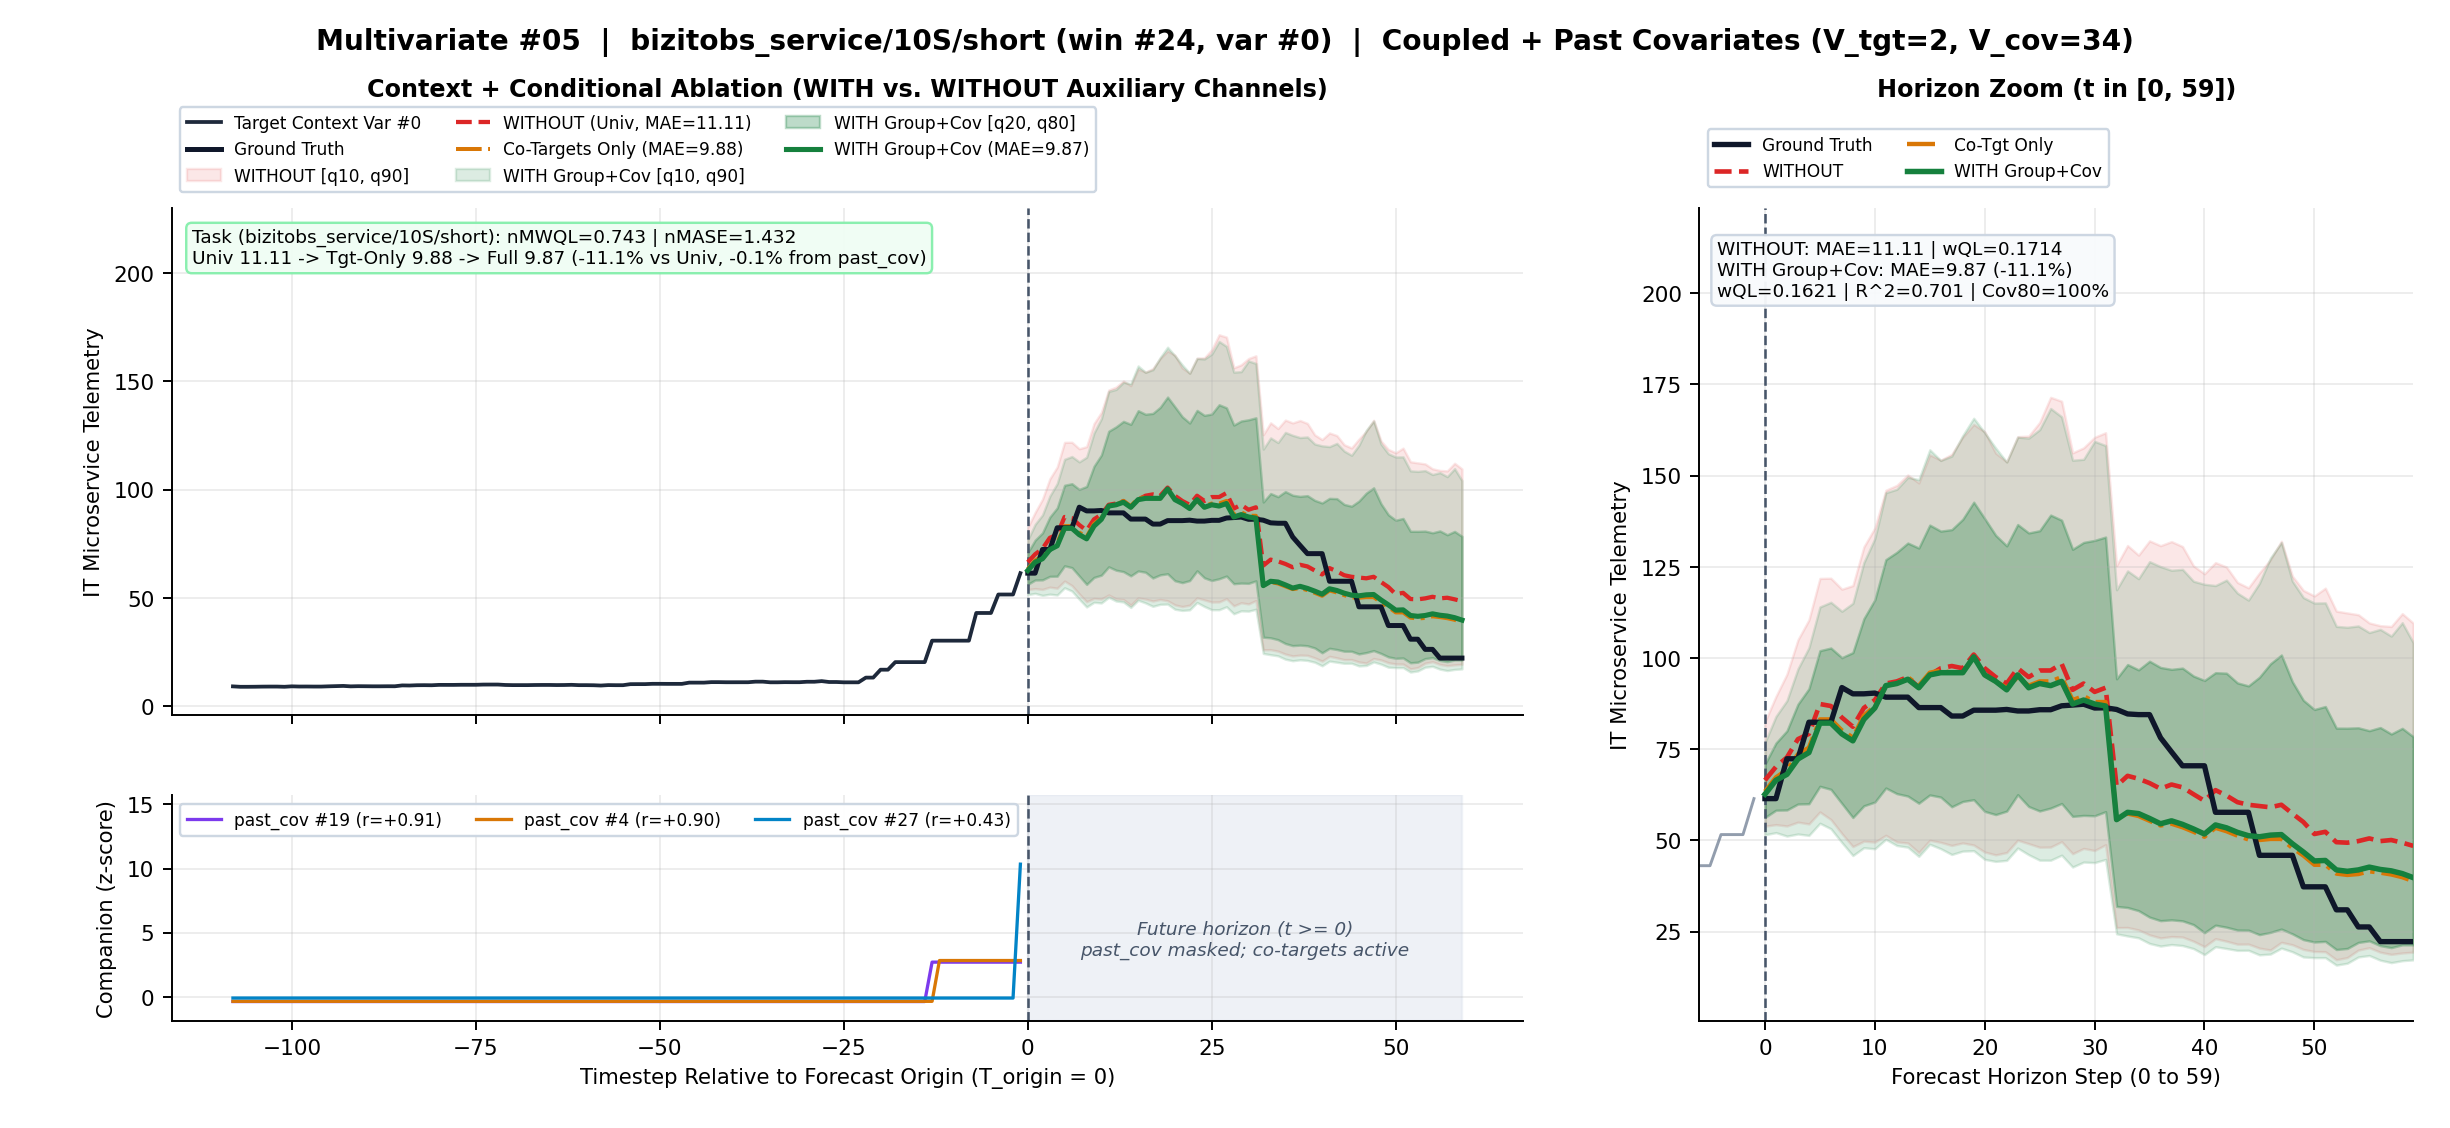 Multivariate #05 | bizitobs_service/10S/short (win #24, var #0) | Coupled + Past Covariates (V_tgt=2, V_cov=34)
Context + Conditional Ablation (WITH vs. WITHOUT Auxiliary Channels)
Target Context Var #0
Ground Truth
WITHOUT [q10, q90]
WITHOUT (Univ, MAE=11.11)
Co-Targets Only (MAE=9.88)
WITH Group+Cov [q10, q90]
WITH Group+Cov [q20, q80]
WITH Group+Cov (MAE=9.87)
Task (bizitobs_service/10S/short): nMWQL=0.743 | nMASE=1.432
Univ 11.11 -> Tgt-Only 9.88 -> Full 9.87 (-11.1% vs Univ, -0.1% from past_cov)
IT Microservice Telemetry
200
150
100
50
0
past_cov #19 (r=+0.91)
past_cov #4 (r=+0.90)
past_cov #27 (r=+0.43)
Future horizon (t >= 0)
past_cov masked; co-targets active
Companion (z-score)
15
10
5
0
−100
−75
−50
−25
0
25
50
Timestep Relative to Forecast Origin (T_origin = 0)
Horizon Zoom (t in [0, 59])
Ground Truth
WITHOUT
Co-Tgt Only
WITH Group+Cov
WITHOUT: MAE=11.11 | wQL=0.1714
WITH Group+Cov: MAE=9.87 (-11.1%)
wQL=0.1621 | R^2=0.701 | Cov80=100%
IT Microservice Telemetry
200
175
150
125
100
75
50
25
0
10
20
30
40
50
Forecast Horizon Step (0 to 59)